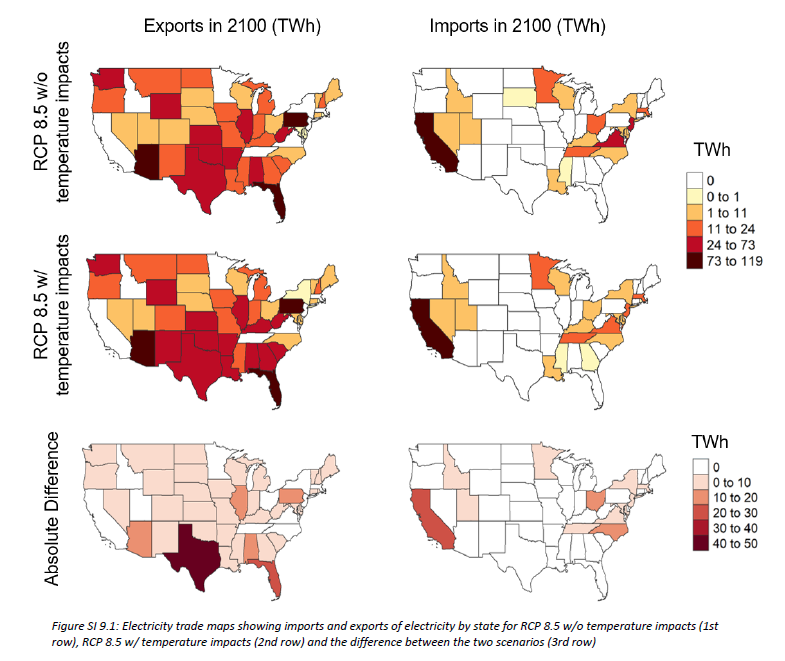 Exports in 2100 (TWh)
Imports in 2100 (TWh)
RCP 8.5 w/o
temperature impacts
TWh
0
0 to 1
1 to 11
11 to 24
24 to 73
73 to 119
RCP 8.5 w/
temperature impacts
Absolute Difference
TWh
0
0 to 10
10 to 20
20 to 30
30 to 40
40 to 50
Figure SI 9.1: Electricity trade maps showing imports and exports of electricity by state for RCP 8.5 w/o temperature impacts (1st
row), RCP 8.5 w/ temperature impacts (2nd row) and the difference between the two scenarios (3rd row)